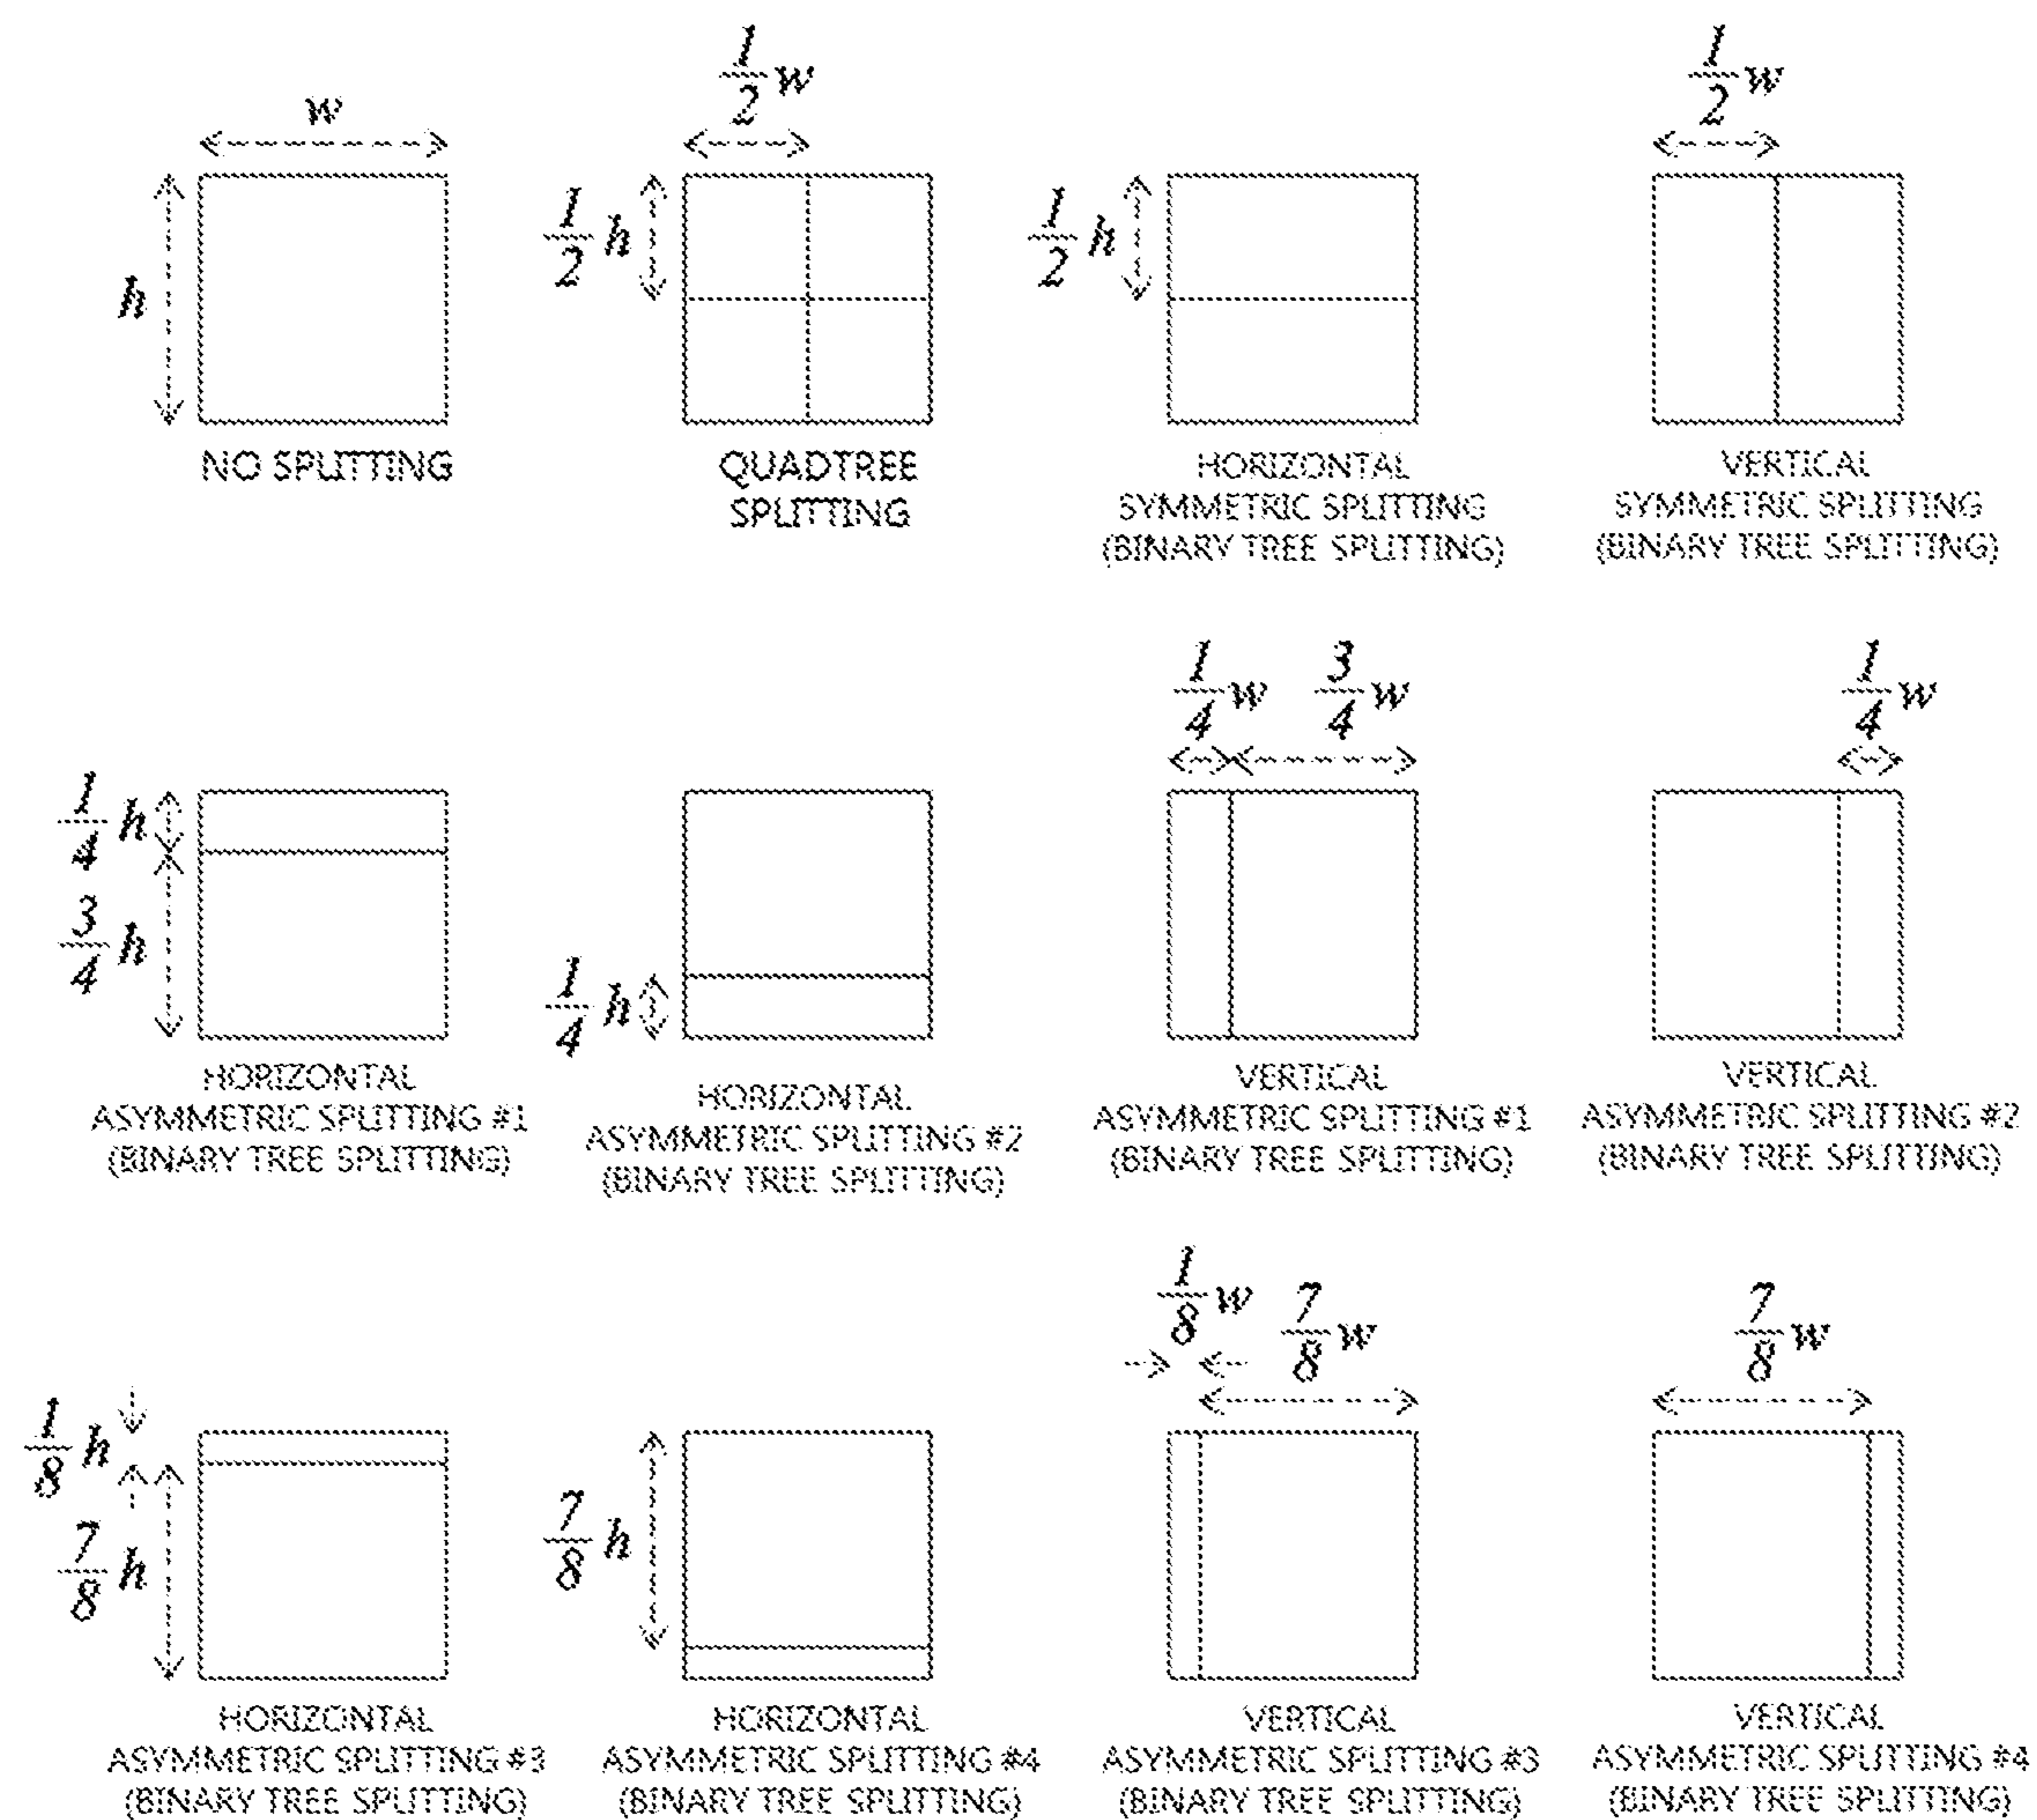 w
h
NO SPLITTING
1/2 w
1/2 h
QUADTREE
SPLITTING
1/2 h
HORIZONTAL
SYMMETRIC SPLITTING
(BINARY TREE SPLITTING)
1/2 w
VERTICAL
SYMMETRIC SPLITTING
(BINARY TREE SPLITTING)
1/4 h
3/4 h
HORIZONTAL
ASYMMETRIC SPLITTING #1
(BINARY TREE SPLITTING)
1/4 h
HORIZONTAL
ASYMMETRIC SPLITTING #2
(BINARY TREE SPLITTING)
1/4 w 3/4 w
VERTICAL
ASYMMETRIC SPLITTING #1
(BINARY TREE SPLITTING)
1/4 w
VERTICAL
ASYMMETRIC SPLITTING #2
(BINARY TREE SPLITTING)
1/8 h
7/8 h
HORIZONTAL
ASYMMETRIC SPLITTING #3
(BINARY TREE SPLITTING)
7/8 h
HORIZONTAL
ASYMMETRIC SPLITTING #4
(BINARY TREE SPLITTING)
1/8 w 7/8 w
VERTICAL
ASYMMETRIC SPLITTING #3
(BINARY TREE SPLITTING)
7/8 w
VERTICAL
ASYMMETRIC SPLITTING #4
(BINARY TREE SPLITTING)